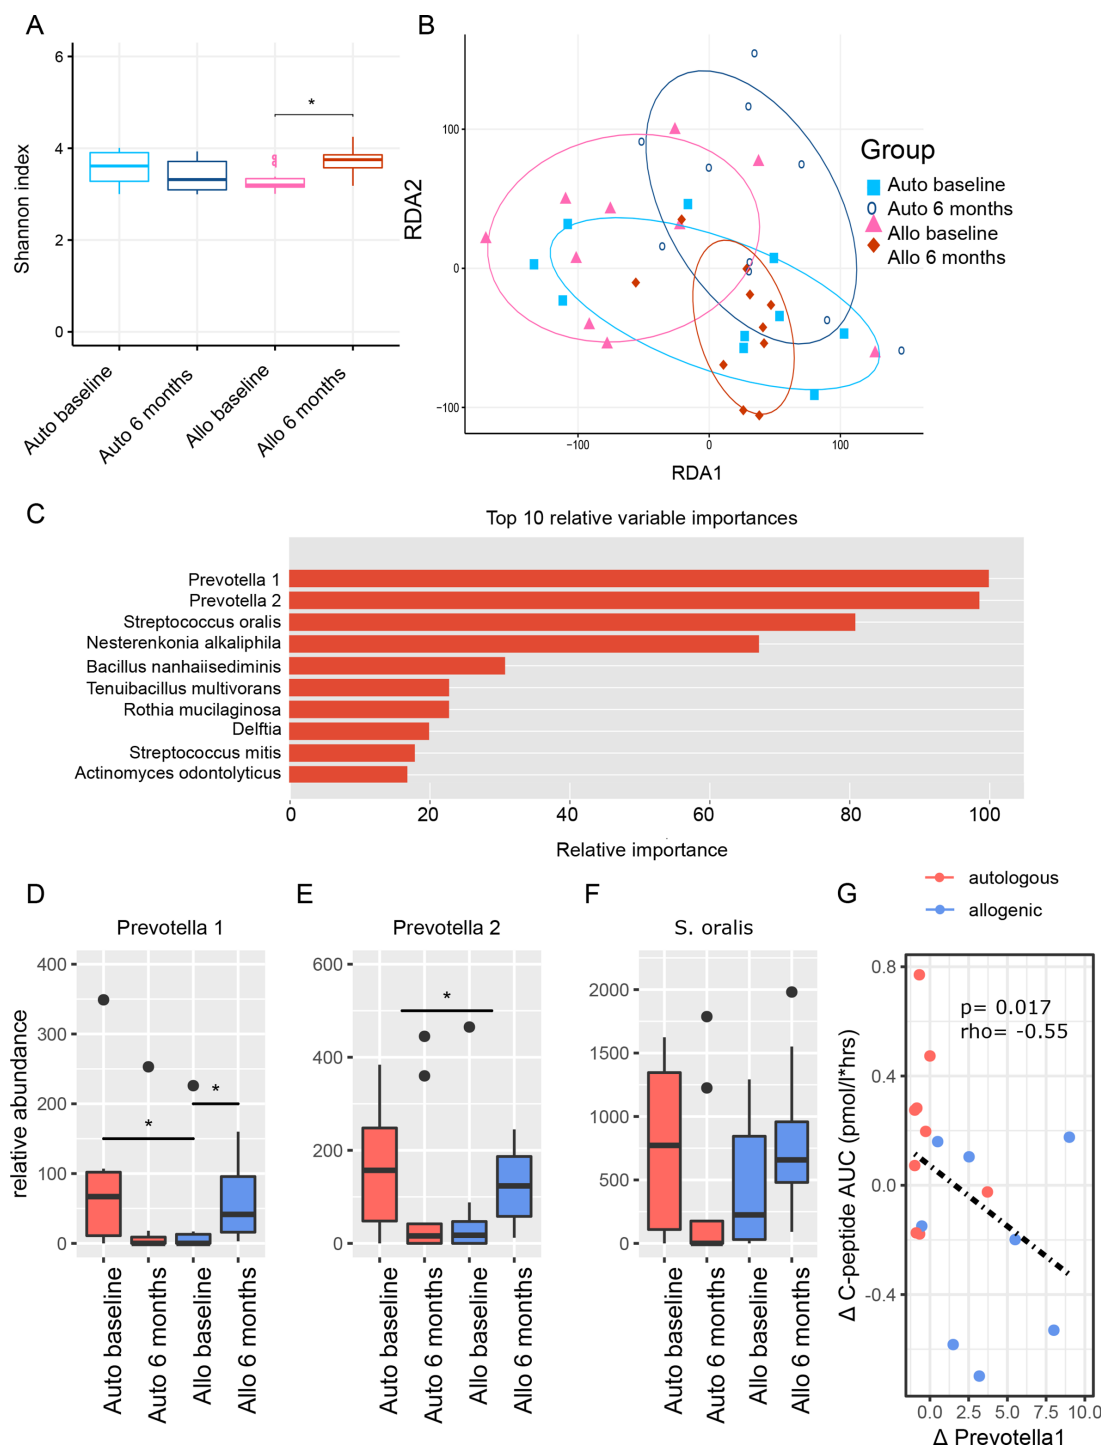 A
6
4
2
0
Shannon index
*
Auto baseline
Auto 6 months
Allo baseline
Allo 6 months
B
100
0
−100
RDA2
−100
0
100
RDA1
Group
Auto baseline
Auto 6 months
Allo baseline
Allo 6 months
C
Top 10 relative variable importances
Prevotella 1
Prevotella 2
Streptococcus oralis
Nesterenkonia alkaliphila
Bacillus nanhaiisediminis
Tenuibacillus multivorans
Rothia mucilaginosa
Delftia
Streptococcus mitis
Actinomyces odontolyticus
0 20 40 60 80 100
Relative importance
D
Prevotella 1
400
300
200
100
0
relative abundance
*
*
Auto baseline
Auto 6 months
Allo baseline
Allo 6 months
E
Prevotella 2
600
400
200
0
*
Auto baseline
Auto 6 months
Allo baseline
Allo 6 months
F
S. oralis
2000
1500
1000
500
0
Auto baseline
Auto 6 months
Allo baseline
Allo 6 months
G
autologous
allogenic
0.8
0.4
0.0
-0.4
Δ C-peptide AUC (pmol/l*hrs)
p= 0.017
rho= -0.55
0.0 2.5 5.0 7.5 10.0
Δ Prevotella1